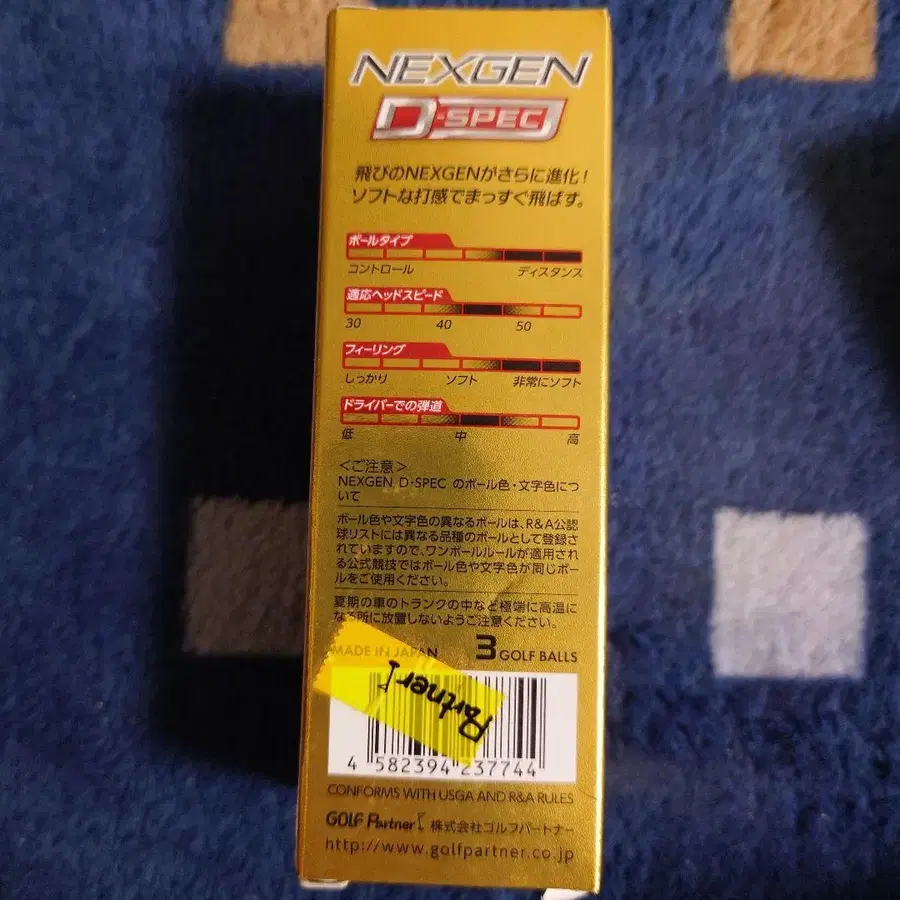 NEXGEN
D-SPEC
飛びのNEXGENがさらに進化!
ソフトな打感でまっすぐ飛ばす。
ボールタイプ
コントロール ディスタンス
適応ヘッドスピード
30 40 50
フィーリング
しっかり ソフト 非常にソフト
ドライバーでの弾道
低 中 高
<ご注意>
NEXGEN D・SPEC のボール色・文字色につ
いて
ボール色や文字色の異なるボールは、R&A公認
球リストには異なる品種のボールとして登録さ
れていますので、ワンボールルールが適用され
る公式競技ではボール色や文字色が同じボー
ルをご使用ください。
夏期の車のトランクの中など極端に高温に
なる所に放置しないようご注意ください。
MADE IN JAPAN 3 GOLF BALLS
Partner
4 582394 237744
CONFORMS WITH USGA AND R&A RULES
GOLF Partner 株式会社ゴルフパートナー
http://www.golfpartner.co.jp